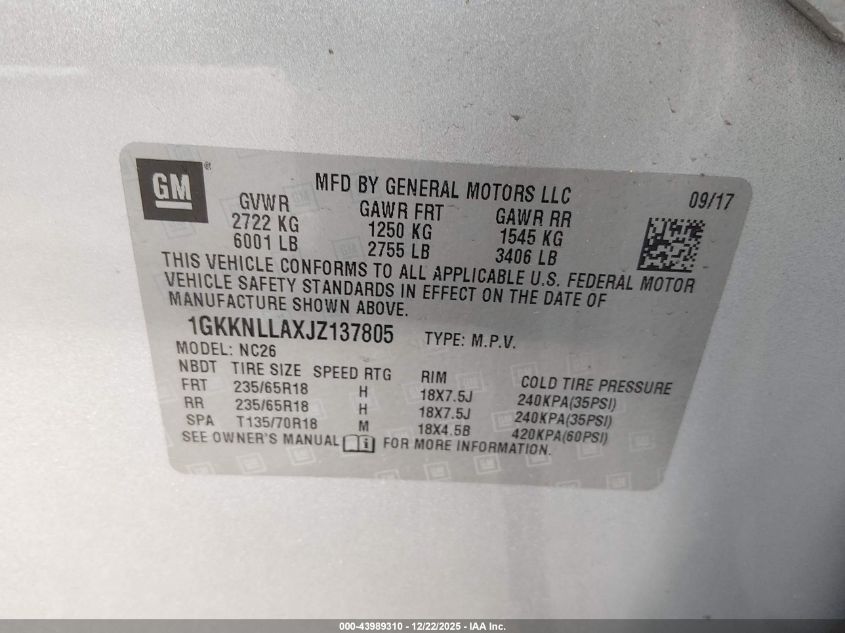 GM
MFD BY GENERAL MOTORS LLC 09/17
GVWR GAWR FRT GAWR RR
2722 KG 1250 KG 1545 KG
6001 LB 2755 LB 3406 LB
THIS VEHICLE CONFORMS TO ALL APPLICABLE U.S. FEDERAL MOTOR
VEHICLE SAFETY STANDARDS IN EFFECT ON THE DATE OF
MANUFACTURE SHOWN ABOVE.
1GKKNLLAXJZ137805 TYPE: M.P.V.
MODEL: NC26
NBDT TIRE SIZE SPEED RTG RIM COLD TIRE PRESSURE
FRT 235/65R18 H 18X7.5J 240KPA(35PSI)
RR 235/65R18 H 18X7.5J 240KPA(35PSI)
SPA T135/70R18 M 18X4.5B 420KPA(60PSI)
SEE OWNER'S MANUAL FOR MORE INFORMATION.
000-43989310 - 12/22/2025 - IAA Inc.